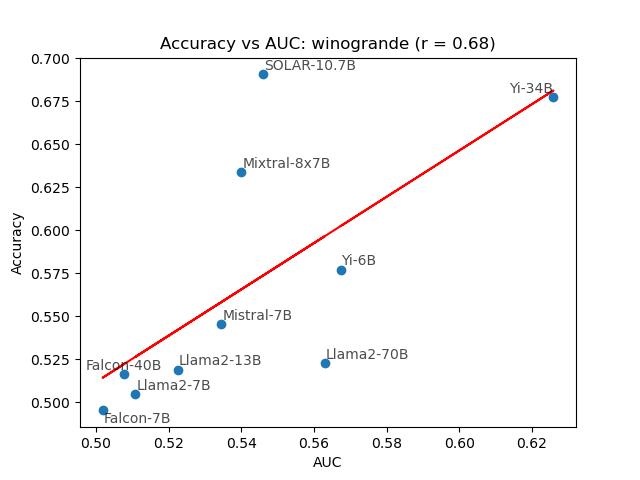 Accuracy vs AUC: winogrande (r = 0.68)
0.700
0.675
0.650
0.625
0.600
0.575
0.550
0.525
0.500
Accuracy
SOLAR-10.7B
Yi-34B
Mixtral-8x7B
Yi-6B
Mistral-7B
Llama2-70B
Llama2-13B
Falcon-40B
Llama2-7B
Falcon-7B
0.50
0.52
0.54
0.56
0.58
0.60
0.62
AUC